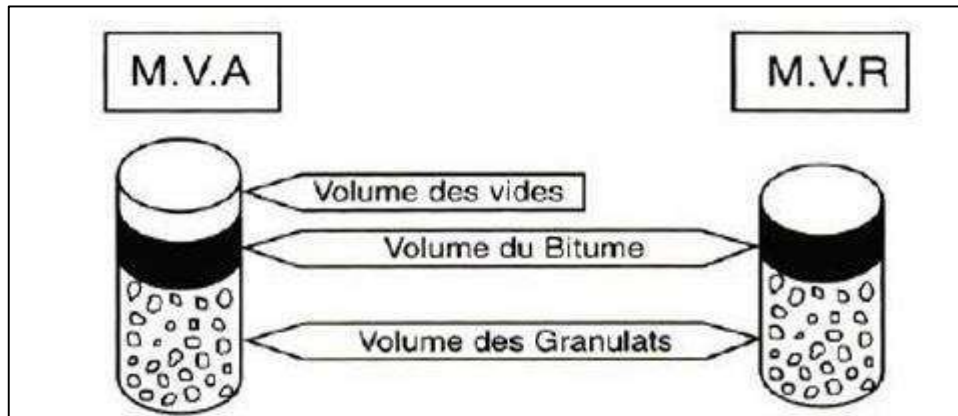 M.V.A
M.V.R
Volume des vides
Volume du Bitume
Volume des Granulats